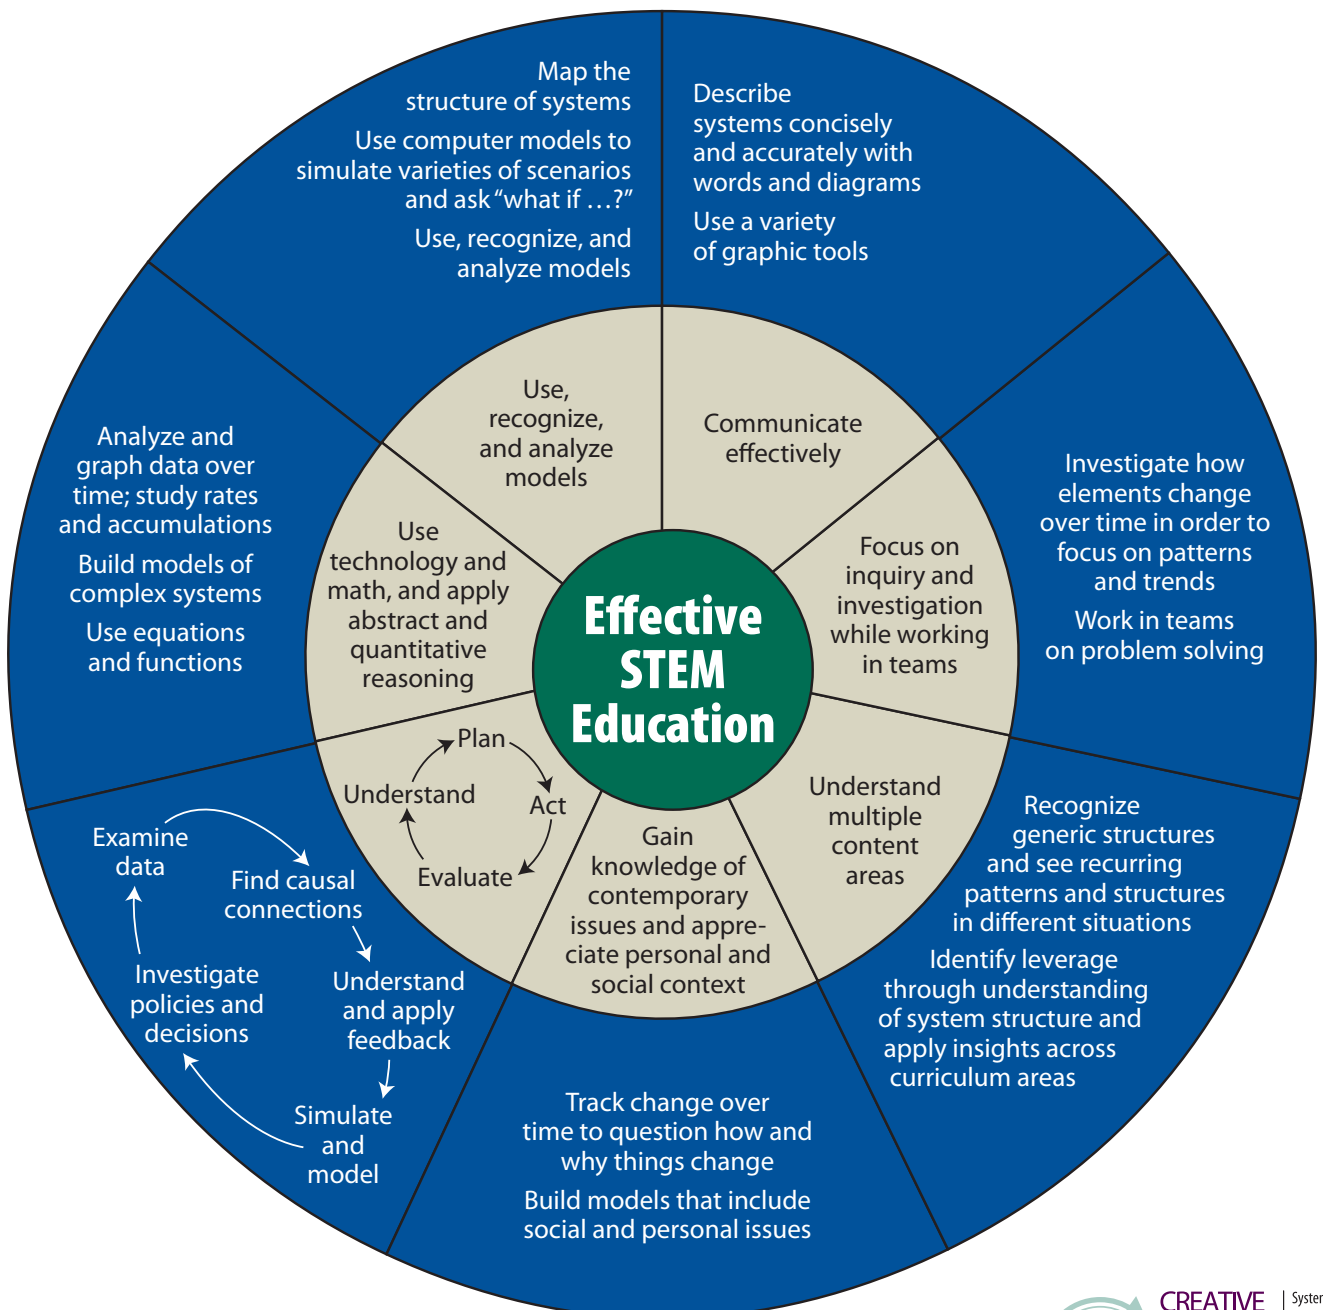 Map the
structure of systems
Use computer models to
simulate varieties of scenarios
and ask “what if …?”
Use, recognize, and
analyze models
Describe
systems concisely
and accurately with
words and diagrams
Use a variety
of graphic tools
Investigate how
elements change
over time in order to
focus on patterns
and trends
Work in teams
on problem solving
Recognize
generic structures
and see recurring
patterns and structures
in different situations
Identify leverage
through understanding
of system structure and
apply insights across
curriculum areas
Track change over
time to question how and
why things change
Build models that include
social and personal issues
Examine
data
Find causal
connections
Understand
and apply
feedback
Simulate
and
model
Investigate
policies and
decisions
Analyze and
graph data over
time; study rates
and accumulations
Build models of
complex systems
Use equations
and functions
Use,
recognize,
and analyze
models
Communicate
effectively
Focus on
inquiry and
investigation
while working
in teams
Understand
multiple
content
areas
Gain
knowledge of
contemporary
issues and appre-
ciate personal and
social context
Plan
Act
Evaluate
Understand
Use
technology and
math, and apply
abstract and
quantitative
reasoning
Effective
STEM
Education
CREATIVE